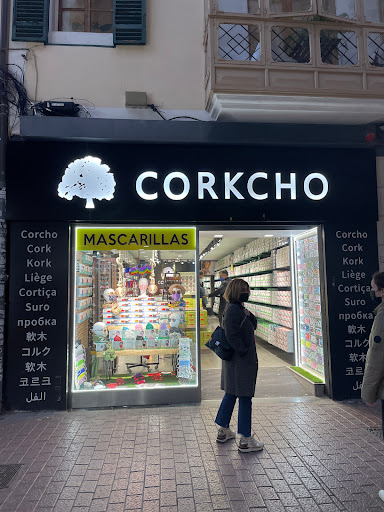 CORKCHO
MASCARILLAS
Corcho
Cork
Kork
Liège
Cortiça
Suro
пробка
軟木
コルク
软木
코르크
الفل
Corcho
Cork
Kork
Liège
Cortiça
Suro
пробка
軟木
コルク
软木
코르크
الفل